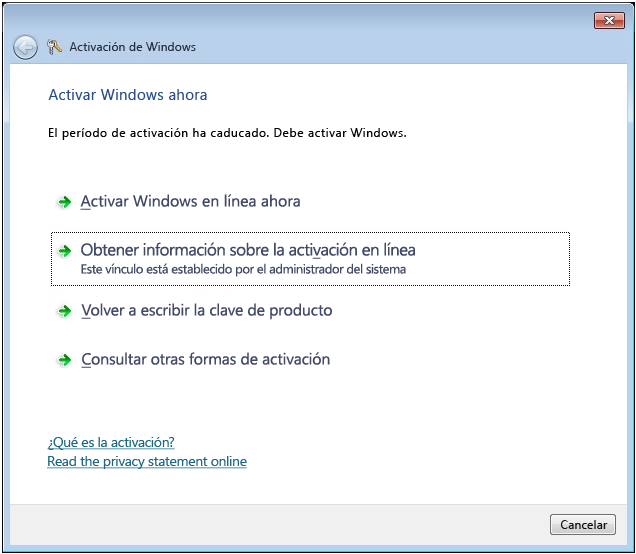 Activación de Windows
Activar Windows ahora
El período de activación ha caducado. Debe activar Windows.
Activar Windows en línea ahora
Obtener información sobre la activación en línea
Este vínculo está establecido por el administrador del sistema
Volver a escribir la clave de producto
Consultar otras formas de activación
¿Qué es la activación?
Read the privacy statement online
Cancelar